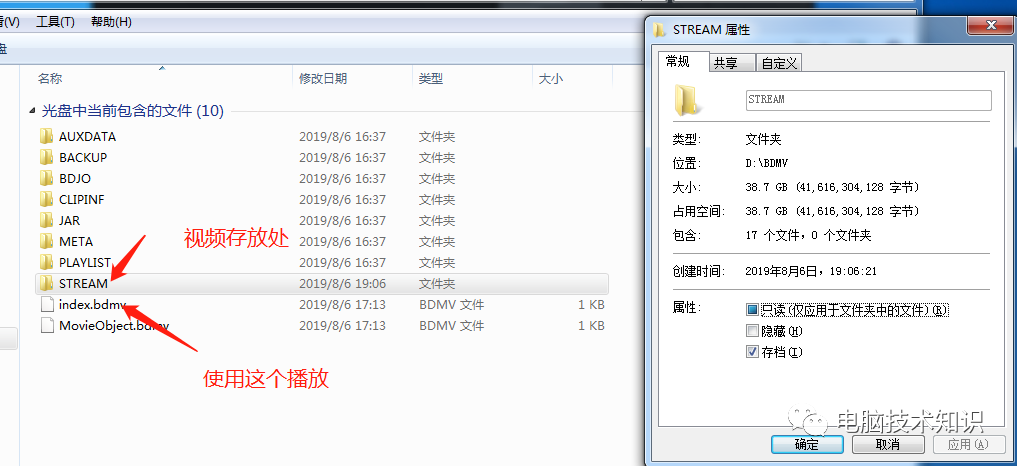 看(V) 工具(T) 帮助(H)
盘
名称 修改日期 类型 大小
光盘中当前包含的文件 (10)
AUXDATA 2019/8/6 16:37 文件夹
BACKUP 2019/8/6 16:37 文件夹
BDJO 2019/8/6 16:37 文件夹
CLIPINF 2019/8/6 16:37 文件夹
JAR 2019/8/6 16:37 文件夹
META 2019/8/6 16:37 文件夹
PLAYLIST 2019/8/6 16:37 文件夹
STREAM 2019/8/6 19:06 文件夹
index.bdmv 2019/8/6 17:13 BDMV 文件 1 KB
MovieObject.bdmv 2019/8/6 17:13 BDMV 文件 1 KB
视频存放处
使用这个播放
STREAM 属性
常规 共享 自定义
STREAM
类型: 文件夹
位置: D:\BDMV
大小: 38.7 GB (41,616,304,128 字节)
占用空间: 38.7 GB (41,616,304,128 字节)
包含: 17 个文件，0 个文件夹
创建时间: 2019年8月6日，19:06:21
属性: 只读(仅应用于文件夹中的文件)(R)
隐藏(H)
存档(I)
电脑技术知识
确定 取消 应用(A)